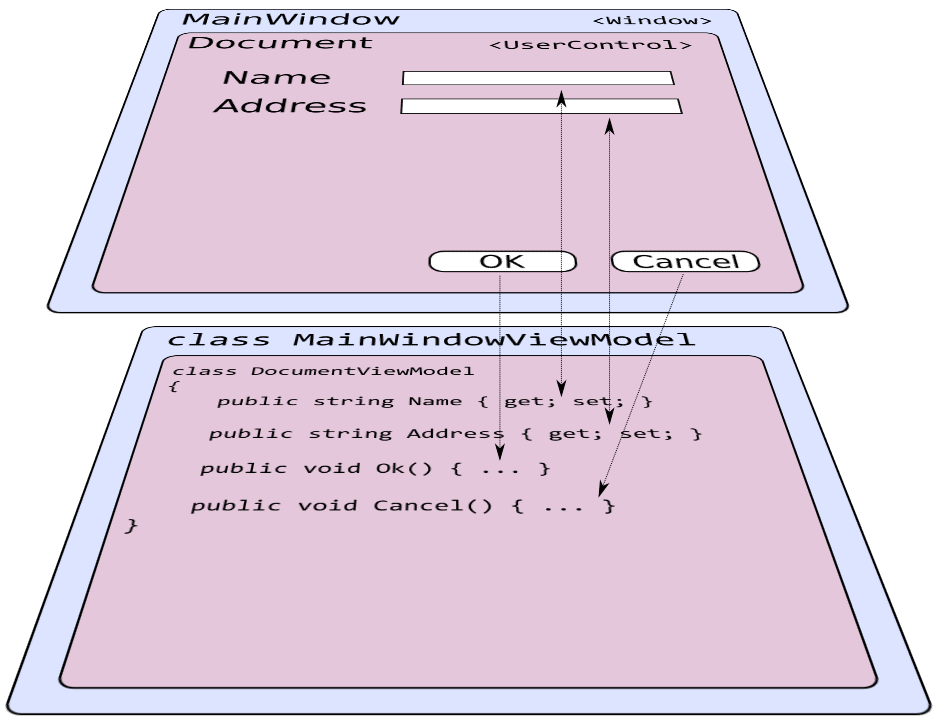 MainWindow <Window>
Document <UserControl>
Name
Address
OK Cancel
class MainWindowViewModel
class DocumentViewModel
{
public string Name { get; set; }
public string Address { get; set; }
public void Ok() { ... }
public void Cancel() { ... }
}